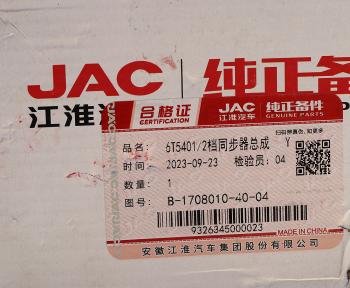 JAC 纯正备
江淮
合格证
CERTIFICATION
JAC 纯正备件
江淮汽车 GENUINE PARTS
扫码辨真伪,知更多
品名: 6T5401/2档同步器总成 Y
时间: 2023-09-23 检验员: 04
数量: 1
图号: B-1708010-40-04
9326345000023
安徽江淮汽车集团股份有限公司